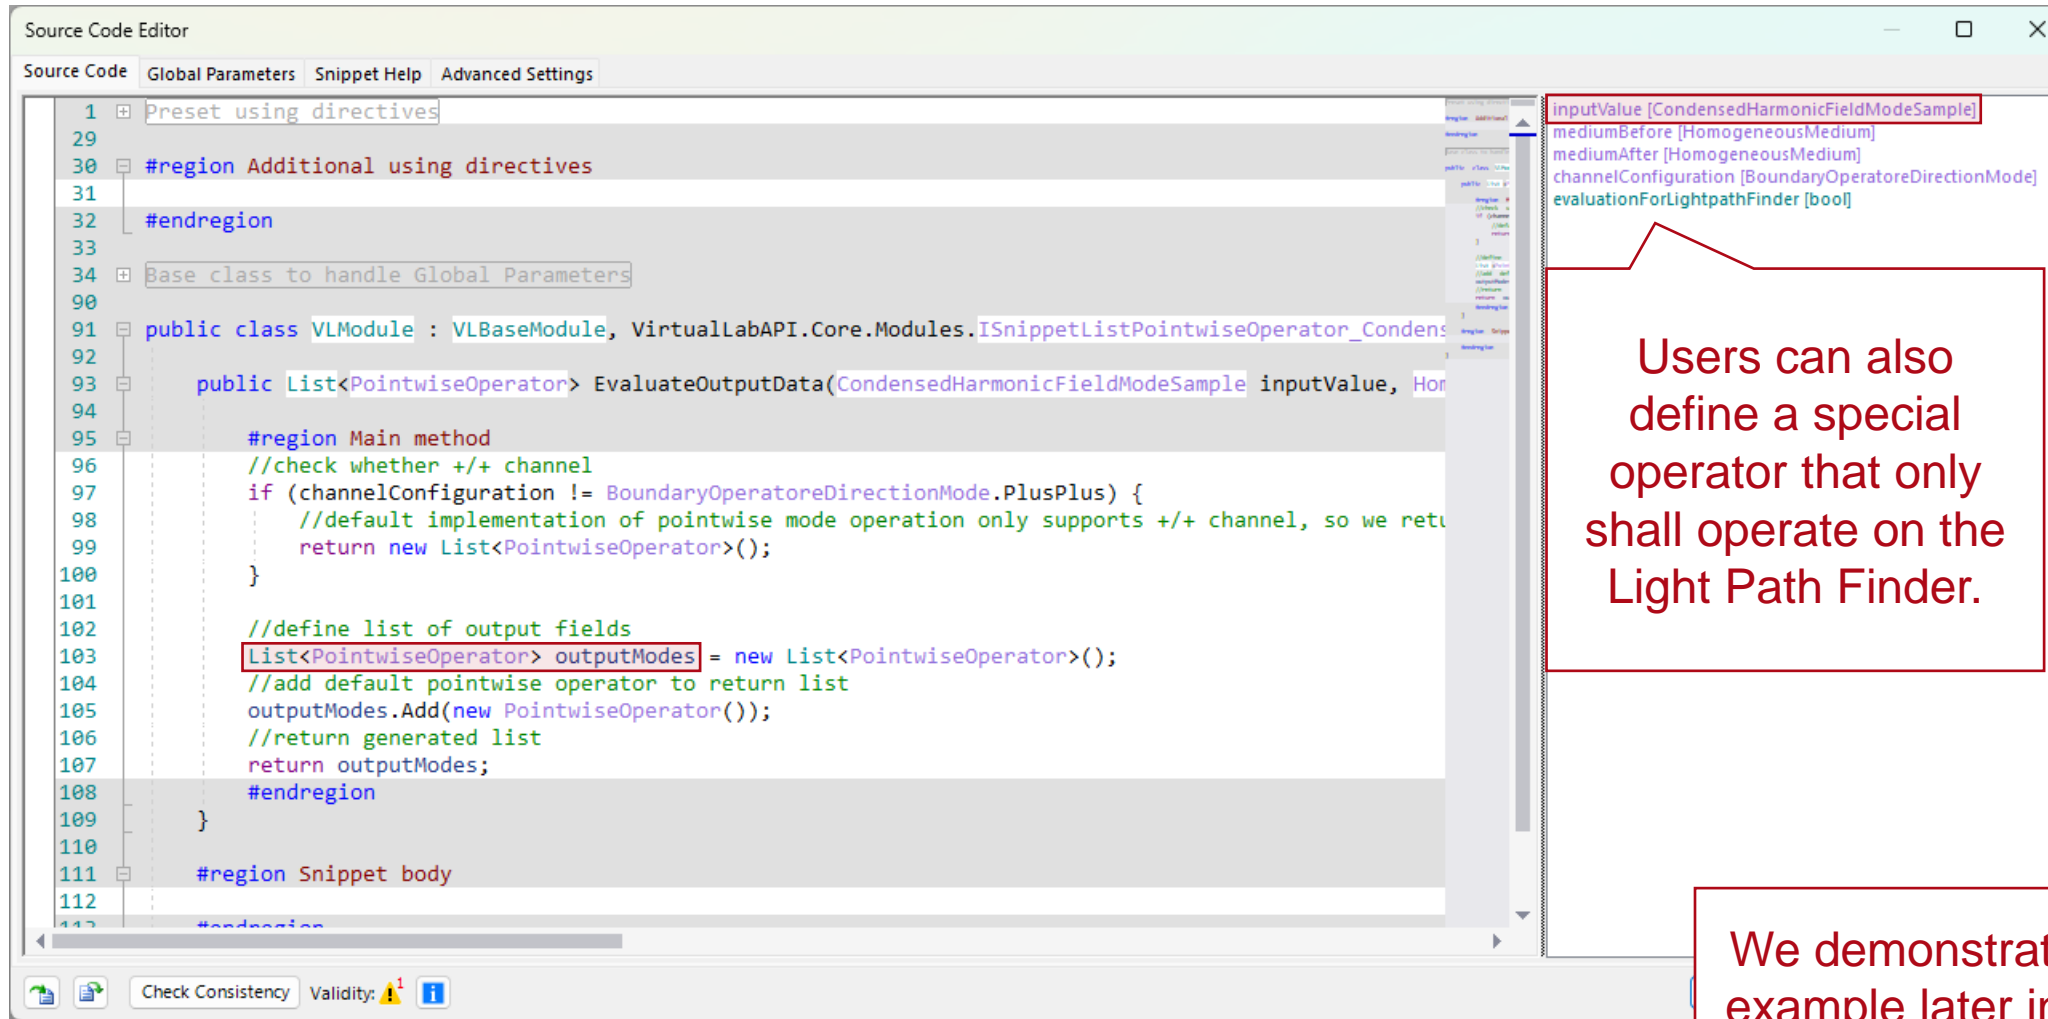 Source Code Editor
Source Code Global Parameters Snippet Help Advanced Settings
1 Preset using directives
29
30 #region Additional using directives
31
32 #endregion
33
34 Base class to handle Global Parameters
90
91 public class VLModule : VLBaseModule, VirtualLabAPI.Core.Modules.ISnippetListPointwiseOperator_Condens
92
93 public List<PointwiseOperator> EvaluateOutputData(CondensedHarmonicFieldModeSample inputValue, Hom
94
95 #region Main method
96 //check whether +/+ channel
97 if (channelConfiguration != BoundaryOperatoreDirectionMode.PlusPlus) {
98 //default implementation of pointwise mode operation only supports +/+ channel, so we retu
99 return new List<PointwiseOperator>();
100 }
101
102 //define list of output fields
103 List<PointwiseOperator> outputModes = new List<PointwiseOperator>();
104 //add default pointwise operator to return list
105 outputModes.Add(new PointwiseOperator());
106 //return generated list
107 return outputModes;
108 #endregion
109 }
110
111 #region Snippet body
112
113 #endregion
inputValue [CondensedHarmonicFieldModeSample]
mediumBefore [HomogeneousMedium]
mediumAfter [HomogeneousMedium]
channelConfiguration [BoundaryOperatoreDirectionMode]
evaluationForLightpathFinder [bool]
Users can also
define a special
operator that only
shall operate on the
Light Path Finder.
We demonstrat
example later in
Check Consistency Validity: 1